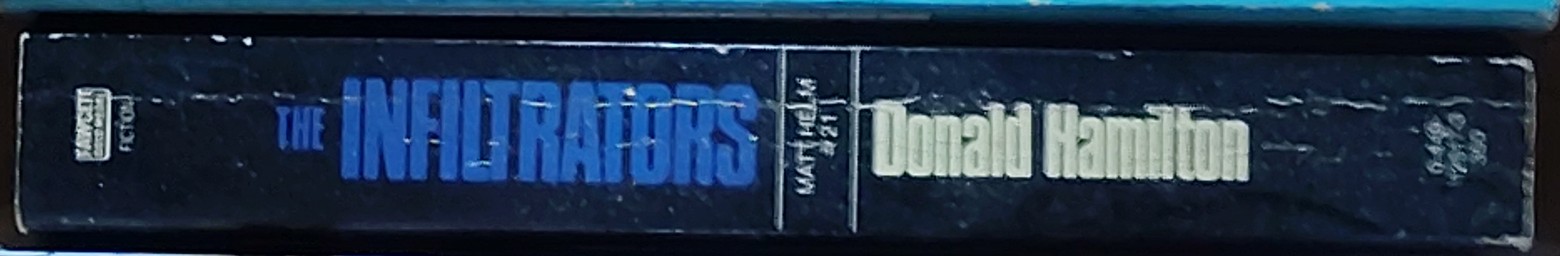 FAWCETT
FICTION
THE INFILTRATORS
MATT HELM
#21
Donald Hamilton